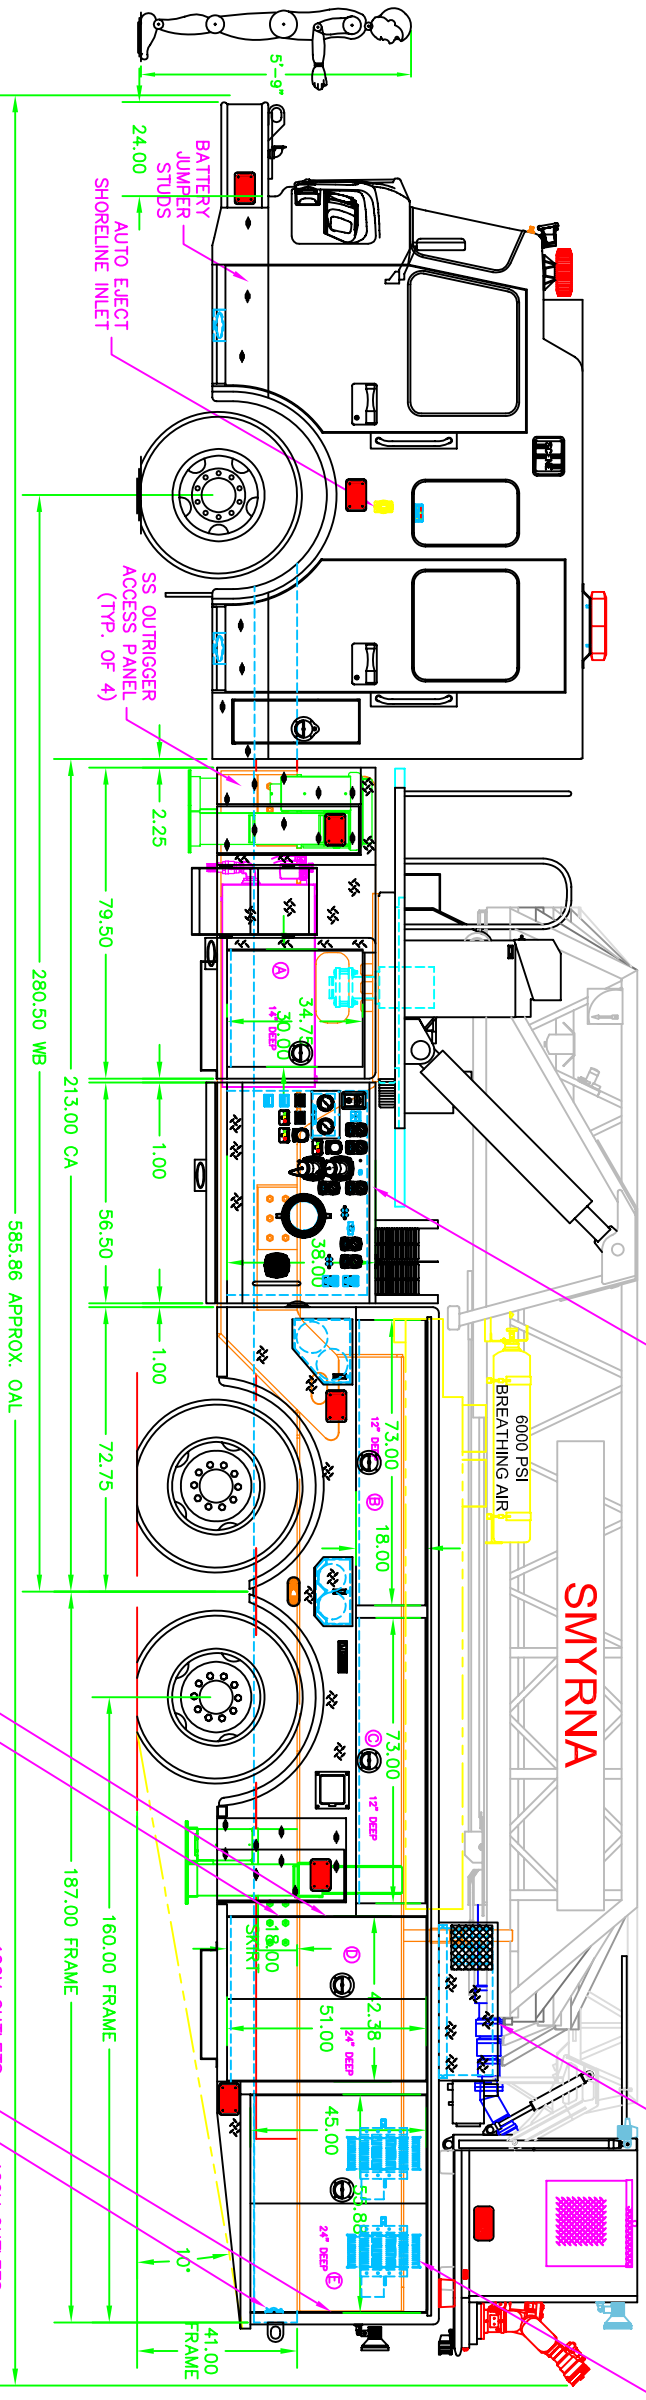 5'-9"
24.00
BATTERY
JUMPER
STUDS
AUTO EJECT
SHORELINE INLET
SS OUTRIGGER
ACCESS PANEL
(TYP. OF 4)
2.25
79.50
280.50 WB
213.00 CA
585.86 APPROX. OAL
A
14" DEEP
34.75
30.00
1.00
56.50
38.00
1.00
72.75
6000 PSI
BREATHING AIR
SMYRNA
73.00
12" DEEP
B
18.00
73.00
C
12" DEEP
187.00 FRAME
160.00 FRAME
18.00
SKIRT
D
42.38
51.00
24" DEEP
45.00
55.88
24" DEEP
E
10°
41.00
FRAME